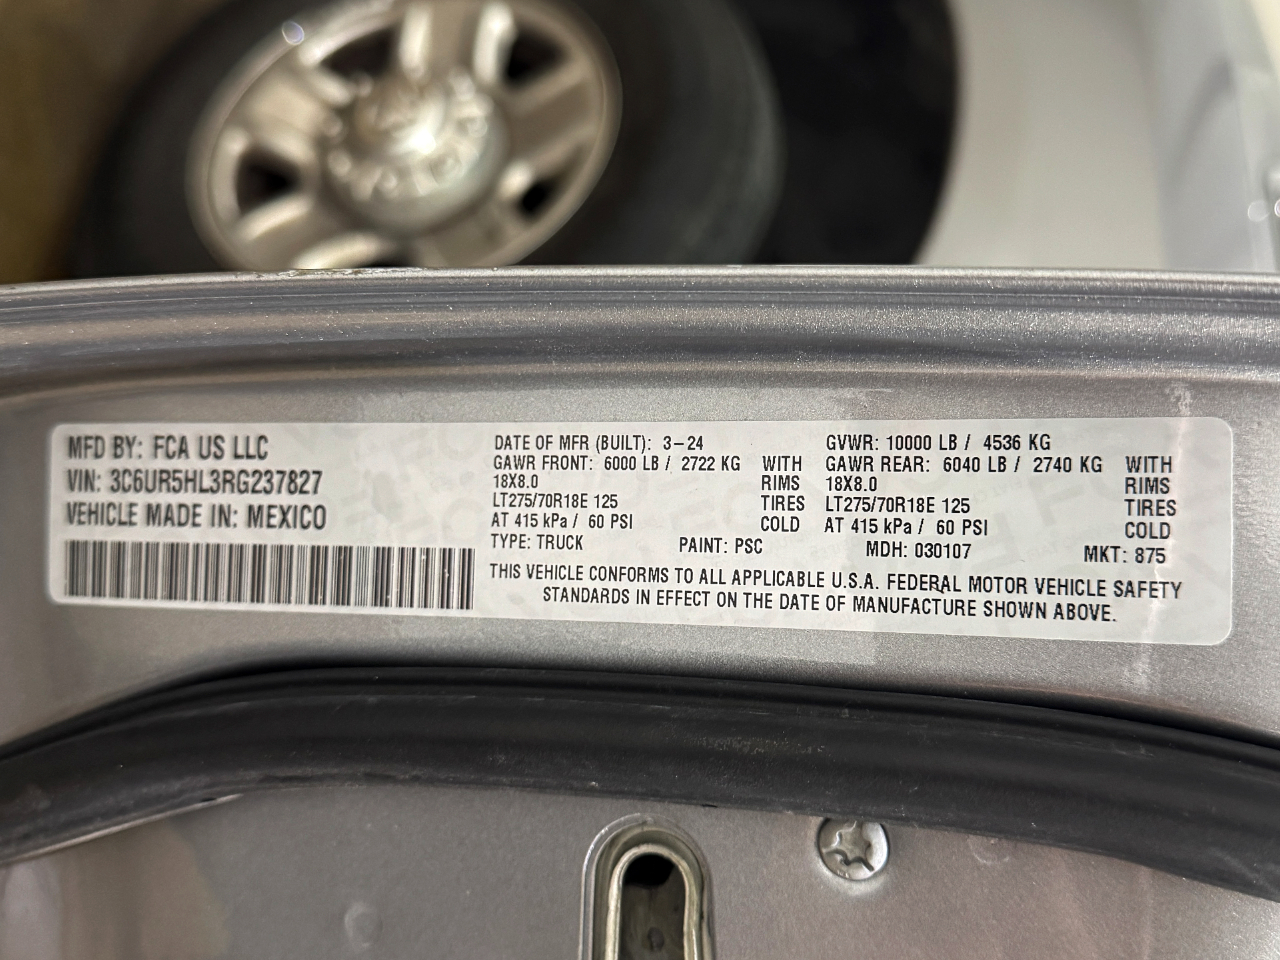 MFD BY: FCA US LLC
VIN: 3C6UR5HL3RG237827
VEHICLE MADE IN: MEXICO
DATE OF MFR (BUILT): 3-24
GAWR FRONT: 6000 LB / 2722 KG WITH
18X8.0 RIMS
LT275/70R18E 125 TIRES
AT 415 kPa / 60 PSI COLD
GVWR: 10000 LB / 4536 KG
GAWR REAR: 6040 LB / 2740 KG WITH
18X8.0 RIMS
LT275/70R18E 125 TIRES
AT 415 kPa / 60 PSI COLD
TYPE: TRUCK PAINT: PSC MDH: 030107 MKT: 875
THIS VEHICLE CONFORMS TO ALL APPLICABLE U.S.A. FEDERAL MOTOR VEHICLE SAFETY
STANDARDS IN EFFECT ON THE DATE OF MANUFACTURE SHOWN ABOVE.